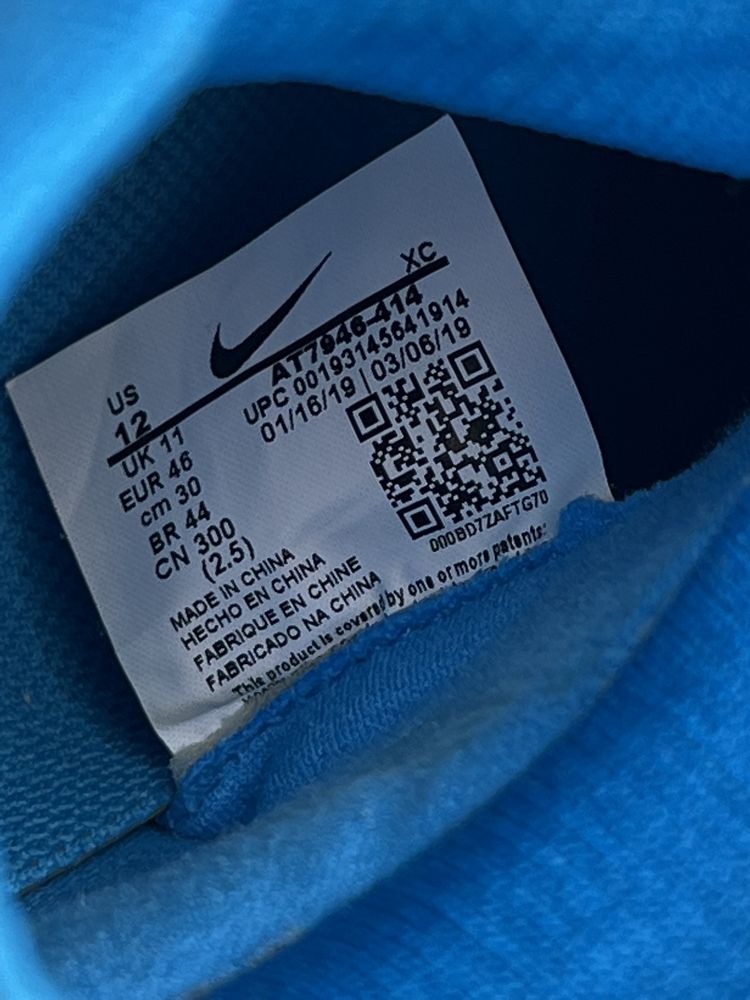 XC
AT7946-414
UPC 00193145641914
01/16/19 | 03/06/19
US
12
UK 11
EUR 46
cm 30
BR 44
CN 300
(2.5)
000BD7ZAFTG70
MADE IN CHINA
HECHO EN CHINA
FABRIQUE EN CHINE
FABRICADO NA CHINA
This product is covered by one or more patents: